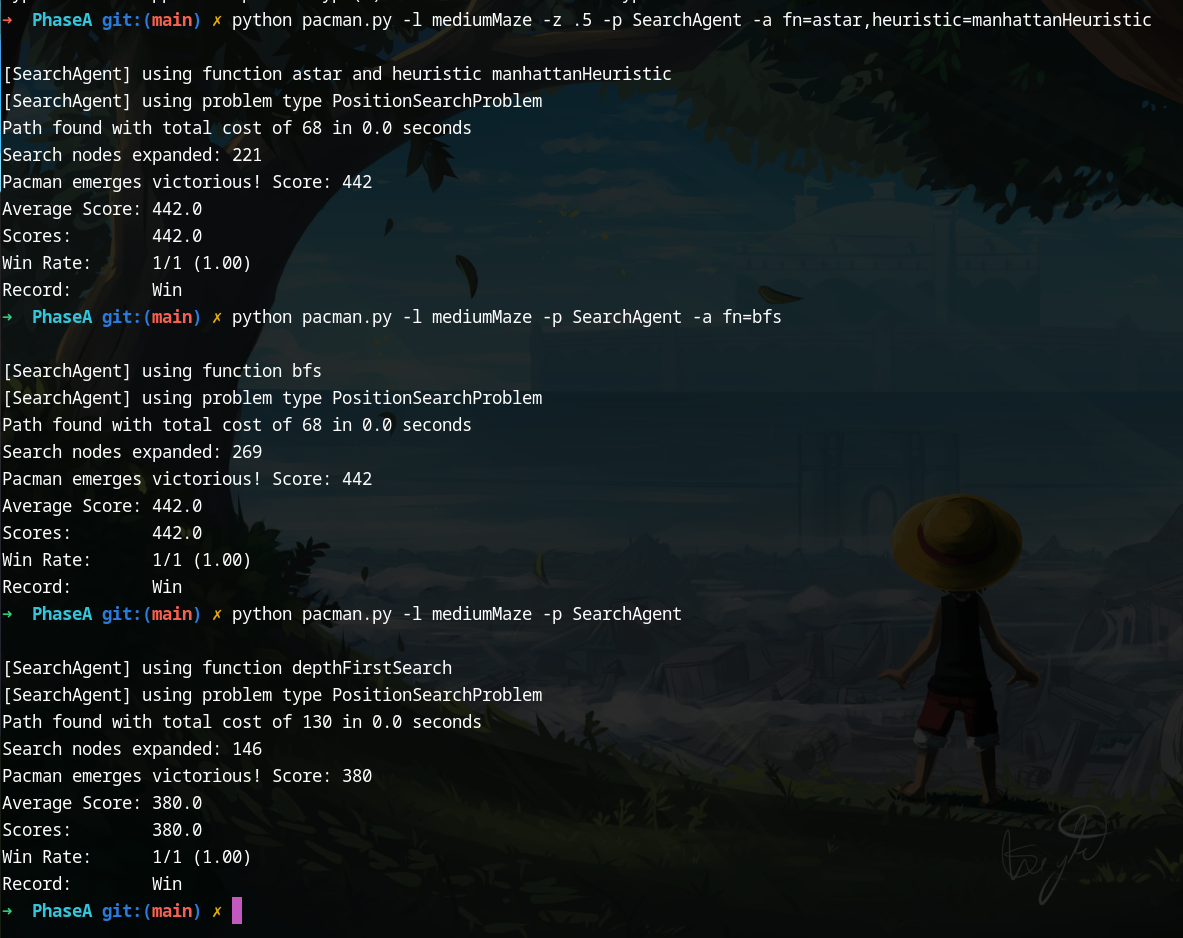 ➜  PhaseA git:(main) ✗ python pacman.py -l mediumMaze -z .5 -p SearchAgent -a fn=astar,heuristic=manhattanHeuristic
[SearchAgent] using function astar and heuristic manhattanHeuristic
[SearchAgent] using problem type PositionSearchProblem
Path found with total cost of 68 in 0.0 seconds
Search nodes expanded: 221
Pacman emerges victorious! Score: 442
Average Score: 442.0
Scores:        442.0
Win Rate:      1/1 (1.00)
Record:        Win
➜  PhaseA git:(main) ✗ python pacman.py -l mediumMaze -p SearchAgent -a fn=bfs
[SearchAgent] using function bfs
[SearchAgent] using problem type PositionSearchProblem
Path found with total cost of 68 in 0.0 seconds
Search nodes expanded: 269
Pacman emerges victorious! Score: 442
Average Score: 442.0
Scores:        442.0
Win Rate:      1/1 (1.00)
Record:        Win
➜  PhaseA git:(main) ✗ python pacman.py -l mediumMaze -p SearchAgent
[SearchAgent] using function depthFirstSearch
[SearchAgent] using problem type PositionSearchProblem
Path found with total cost of 130 in 0.0 seconds
Search nodes expanded: 146
Pacman emerges victorious! Score: 380
Average Score: 380.0
Scores:        380.0
Win Rate:      1/1 (1.00)
Record:        Win
➜  PhaseA git:(main) ✗